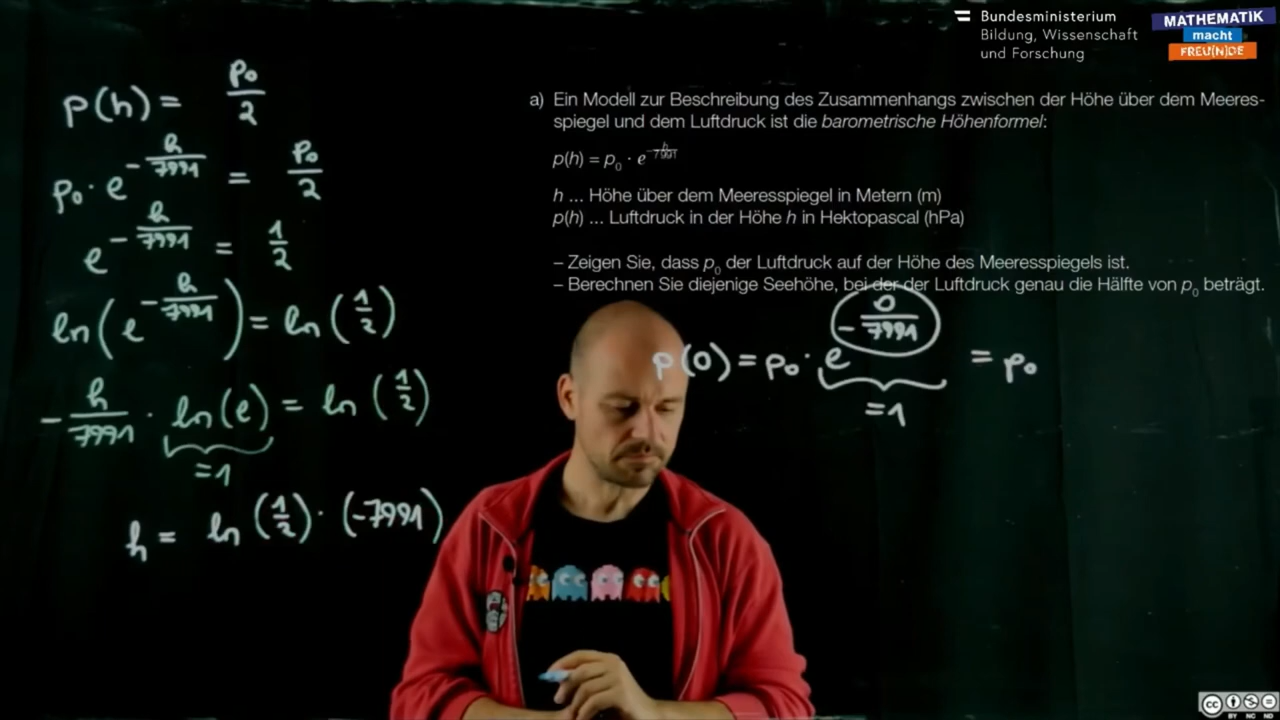 Bundesministerium
Bildung, Wissenschaft
und Forschung
MATHEMATIK
macht
FREU(N)DE
p(h) = p₀/2
p₀ · e^(-h/7991) = p₀/2
e^(-h/7991) = 1/2
ln(e^(-h/7991)) = ln(1/2)
-h/7991 · ln(e) = ln(1/2)
=1
h = ln(1/2) · (-7991)
a) Ein Modell zur Beschreibung des Zusammenhangs zwischen der Höhe über dem Meeres-
spiegel und dem Luftdruck ist die barometrische Höhenformel:
p(h) = p₀ · e^(-h/7991)
h ... Höhe über dem Meeresspiegel in Metern (m)
p(h) ... Luftdruck in der Höhe h in Hektopascal (hPa)
– Zeigen Sie, dass p₀ der Luftdruck auf der Höhe des Meeresspiegels ist.
– Berechnen Sie diejenige Seehöhe, bei der der Luftdruck genau die Hälfte von p₀ beträgt.
p(0) = p₀ · e^(-0/7991) = p₀
=1
cc
BY NC ND